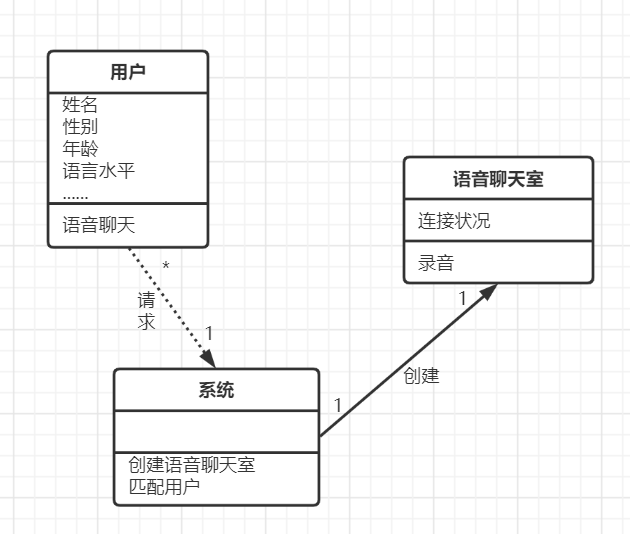 用户
姓名
性别
年龄
语言水平
......
语音聊天
语音聊天室
连接状况
录音
*
请
求
1
1
创建
1
系统
创建语音聊天室
匹配用户